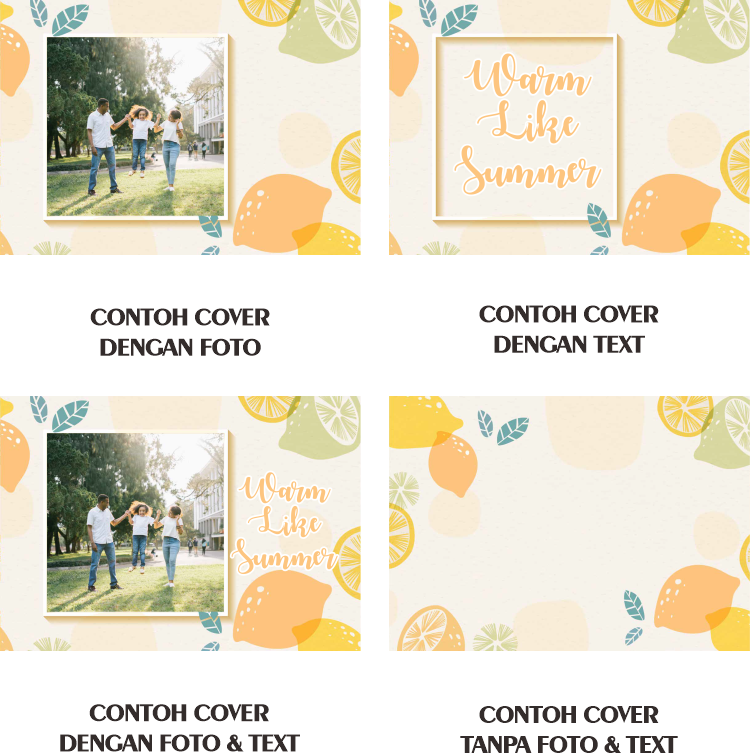 Warm
Like
Summer
CONTOH COVER
DENGAN FOTO
CONTOH COVER
DENGAN TEXT
Warm
Like
Summer
CONTOH COVER
DENGAN FOTO & TEXT
CONTOH COVER
TANPA FOTO & TEXT